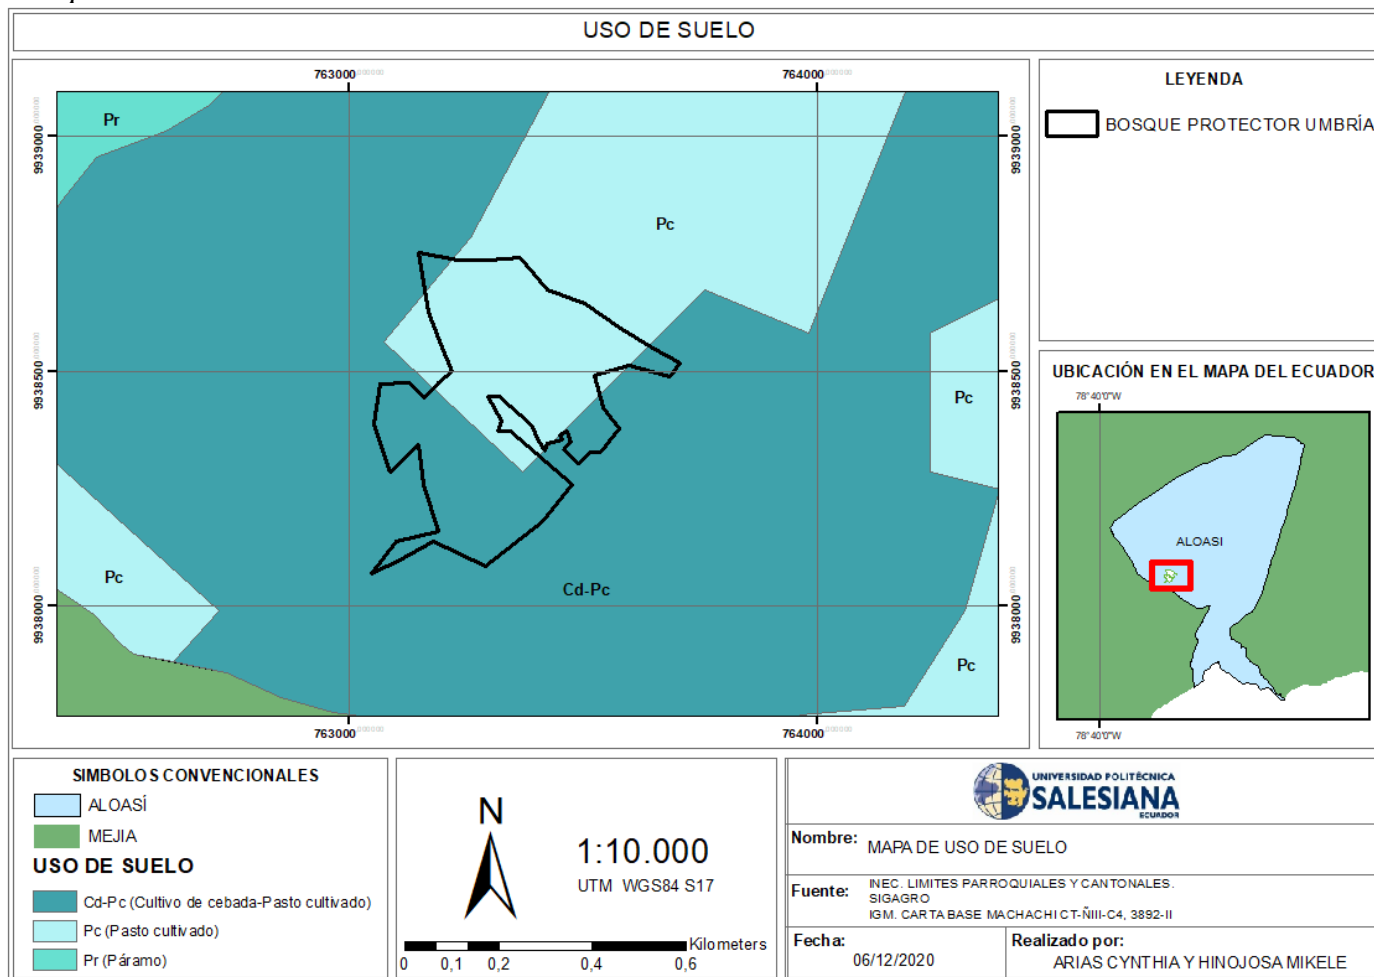 USO DE SUELO
763000
764000
Pr
Pc
9939000
9939000
9938500
9938500
Pc
Pc
Cd-Pc
9938000
9938000
Pc
763000
764000
LEYENDA
BOSQUE PROTECTOR UMBRÍA
UBICACIÓN EN EL MAPA DEL ECUADOR
78°40'0"W
ALOASI
78°40'0"W
SIMBOLOS CONVENCIONALES
ALOASÍ
MEJIA
USO DE SUELO
Cd-Pc (Cultivo de cebada-Pasto cultivado)
Pc (Pasto cultivado)
Pr (Páramo)
N
1:10.000
UTM WGS84 S17
Kilometers
0 0,1 0,2 0,4 0,6
UNIVERSIDAD POLITÉCNICA
SALESIANA
ECUADOR
Nombre: MAPA DE USO DE SUELO
Fuente: INEC. LIMITES PARROQUIALES Y CANTONALES.
SIGAGRO
IGM. CARTA BASE MACHACHI CT-ÑIII-C4, 3892-II
Fecha: 06/12/2020
Realizado por:
ARIAS CYNTHIA Y HINOJOSA MIKELE